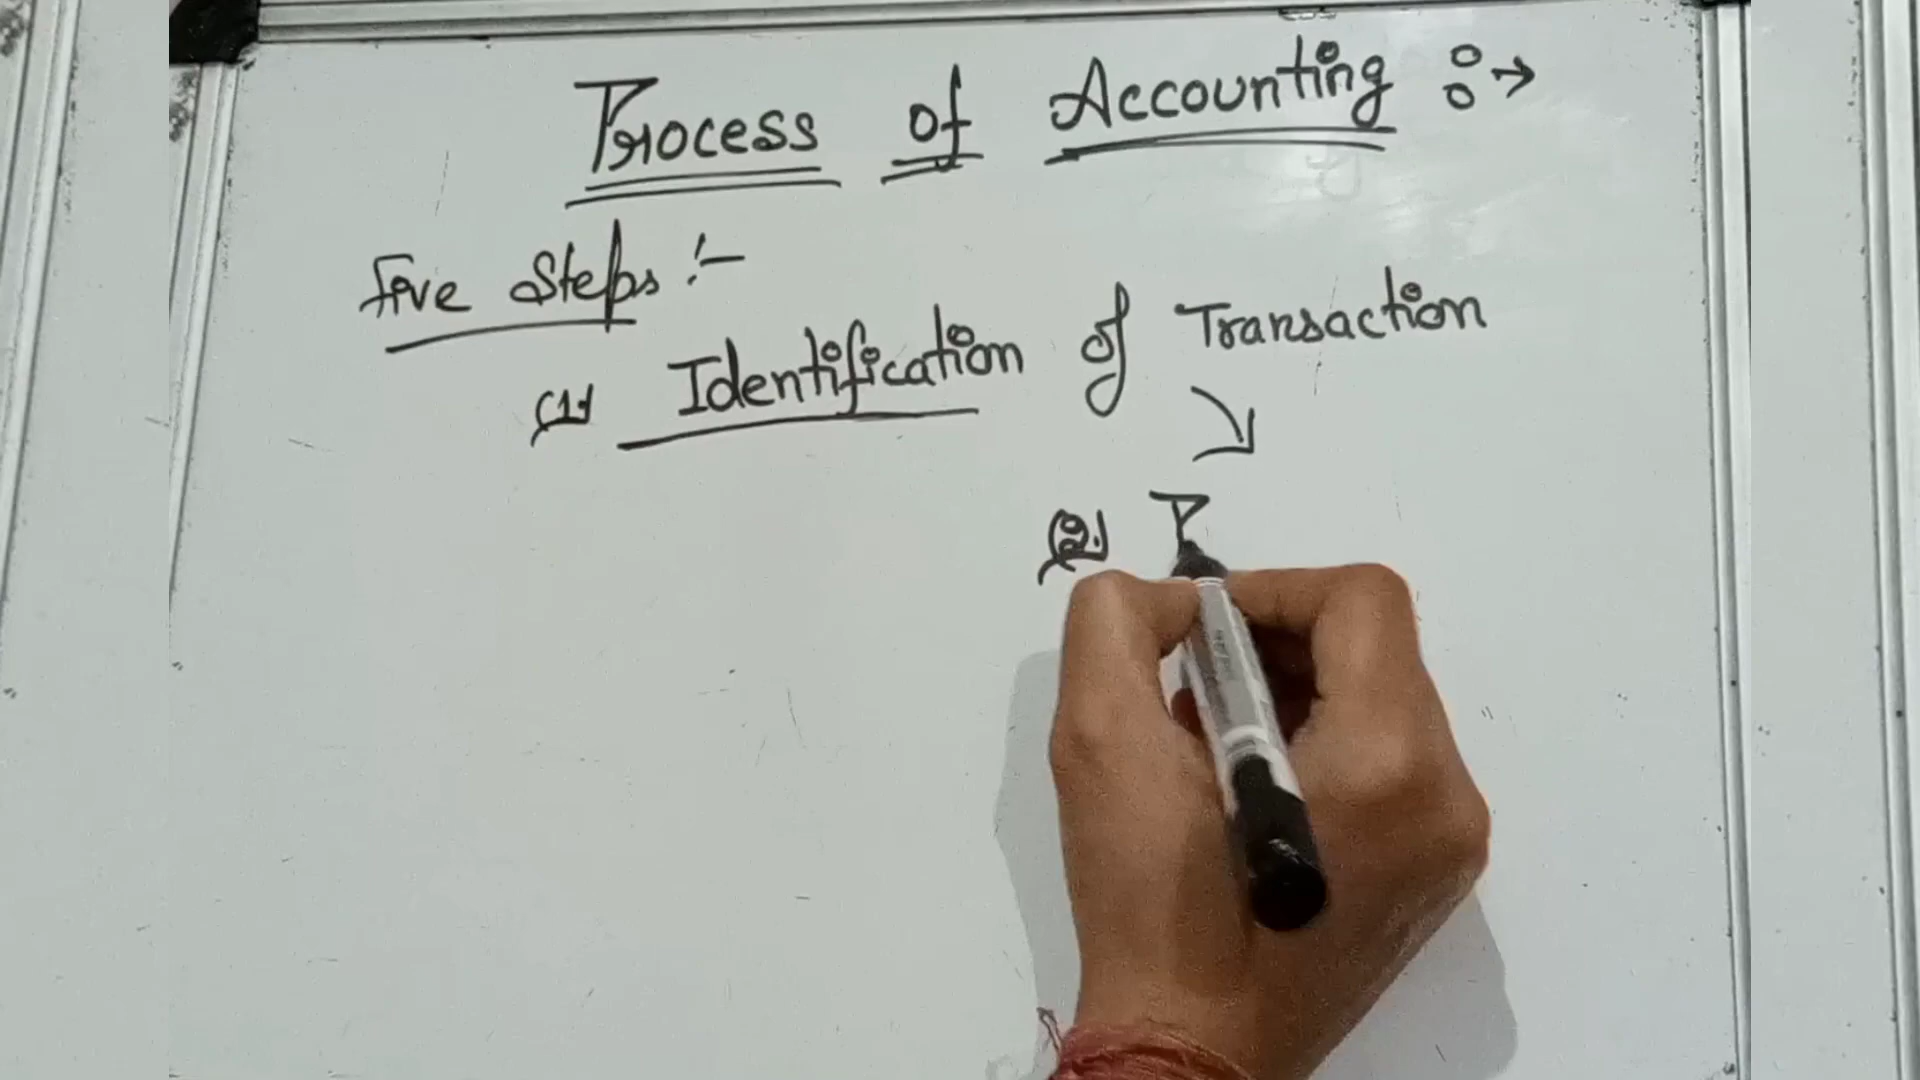 Process of Accounting :→
Five Steps :-
(1.) Identification of Transaction
(2.) P